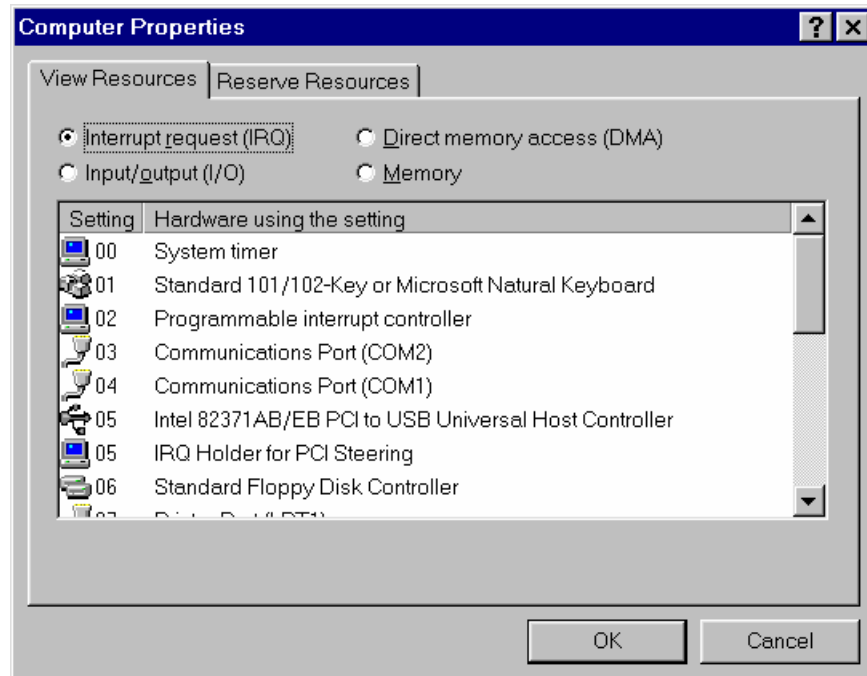 Computer Properties
View Resources Reserve Resources
Interrupt request (IRQ) Direct memory access (DMA)
Input/output (I/O) Memory
Setting Hardware using the setting
00 System timer
01 Standard 101/102-Key or Microsoft Natural Keyboard
02 Programmable interrupt controller
03 Communications Port (COM2)
04 Communications Port (COM1)
05 Intel 82371AB/EB PCI to USB Universal Host Controller
05 IRQ Holder for PCI Steering
06 Standard Floppy Disk Controller
OK Cancel